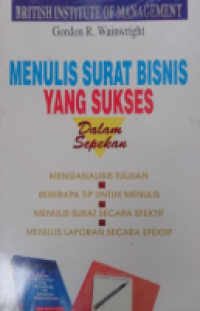 BRITISH INSTITUTE OF MANAGEMENT
Gordon R. Wainwright
MENULIS SURAT BISNIS
YANG SUKSES
Dalam
Sepekan
MENGANALISIS TULISAN
BEBERAPA TIP UNTUK MENULIS
MENULIS SURAT SECARA EFEKTIF
MENULIS LAPORAN SECARA EFEKTIF